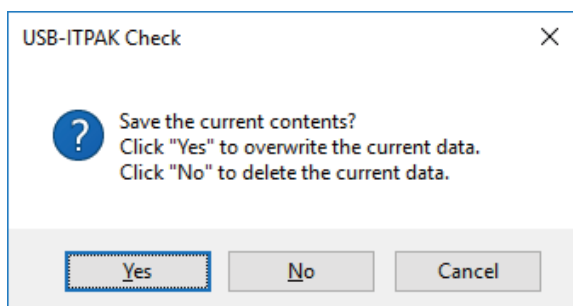 USB-ITPAK Check
Save the current contents?
Click "Yes" to overwrite the current data.
Click "No" to delete the current data.
Yes
No
Cancel